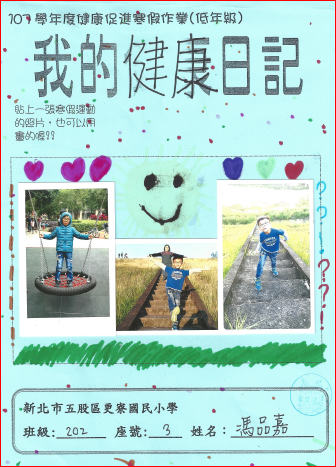 107學年度健康促進寒假作業(低年級)
我的健康日記
貼上一張寒假運動
的照片，也可以用
畫的喔!?
? ? ? ? ?
新北市五股區更寮國民小學
班級: 202 座號: 3 姓名: 馮品嘉